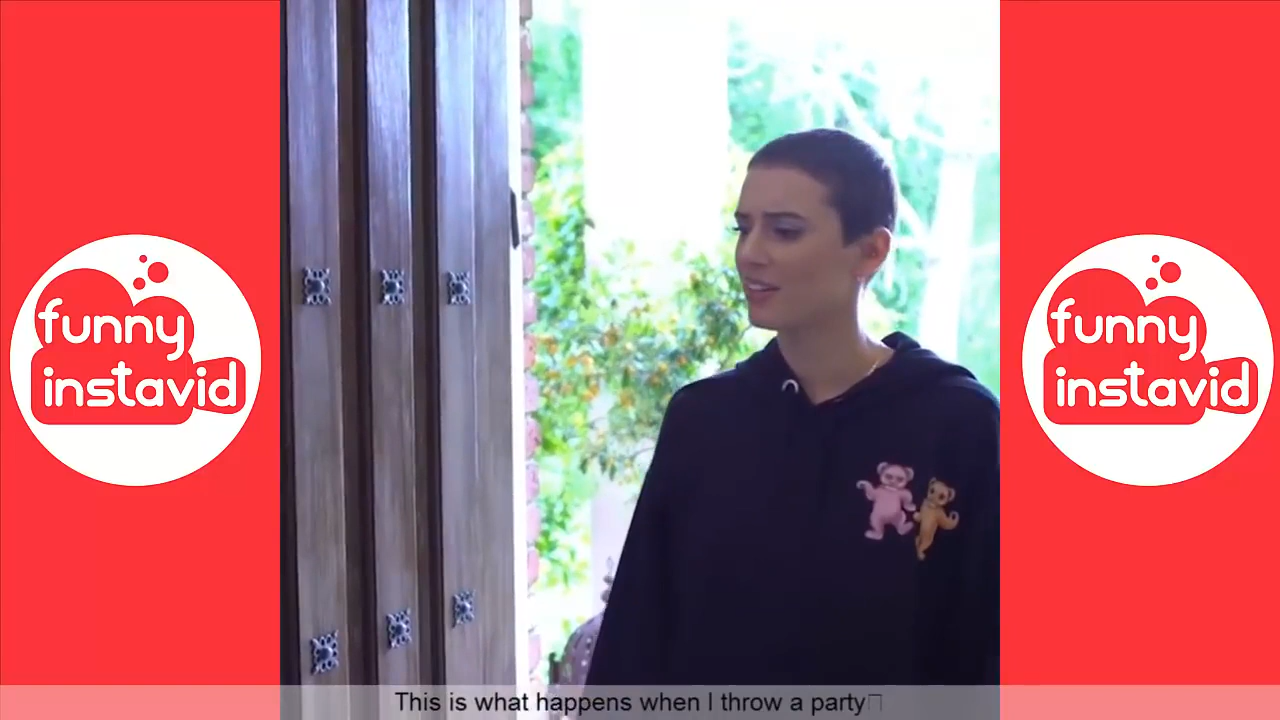 funny
instavid
funny
instavid
This is what happens when I throw a party